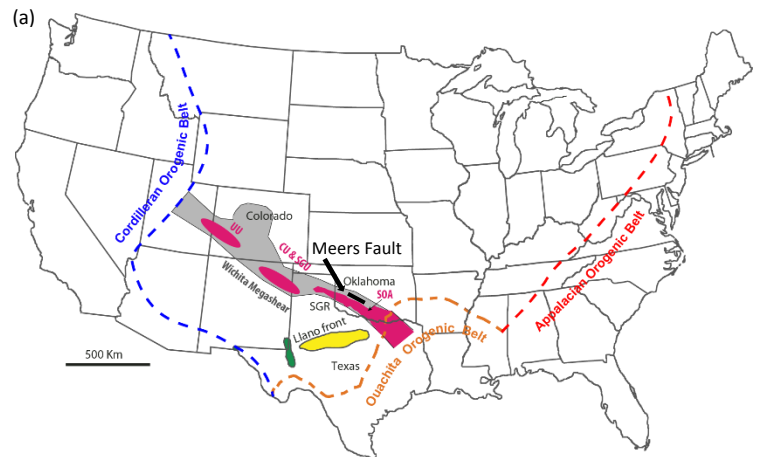 (a)
Cordilleran Orogenic Belt
Colorado
UU
CU & SGU
Meers Fault
Wichita Megashear
Oklahoma
SOA
SGR
Llano front
Texas
500 Km
Ouachita Orogenic Belt
Appalacian Orogenic Belt